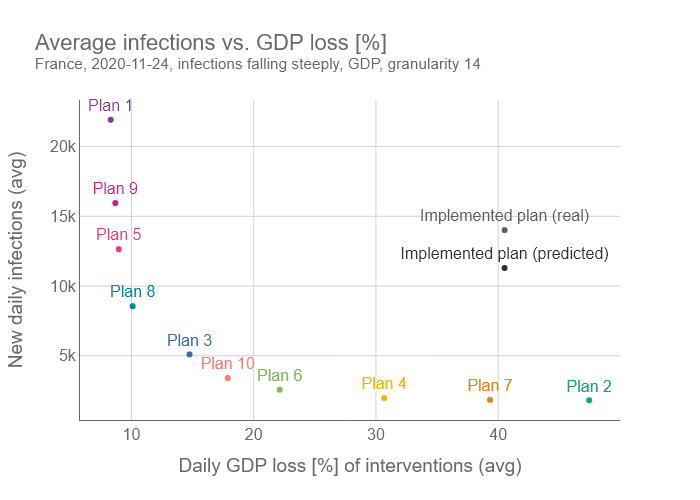 Average infections vs. GDP loss [%]
France, 2020-11-24, infections falling steeply, GDP, granularity 14
Plan 1
20k
Plan 9
15k
Implemented plan (real)
Plan 5
Implemented plan (predicted)
10k
Plan 8
Plan 3
5k
Plan 10
Plan 6
Plan 4
Plan 7
Plan 2
10
20
30
40
New daily infections (avg)
Daily GDP loss [%] of interventions (avg)